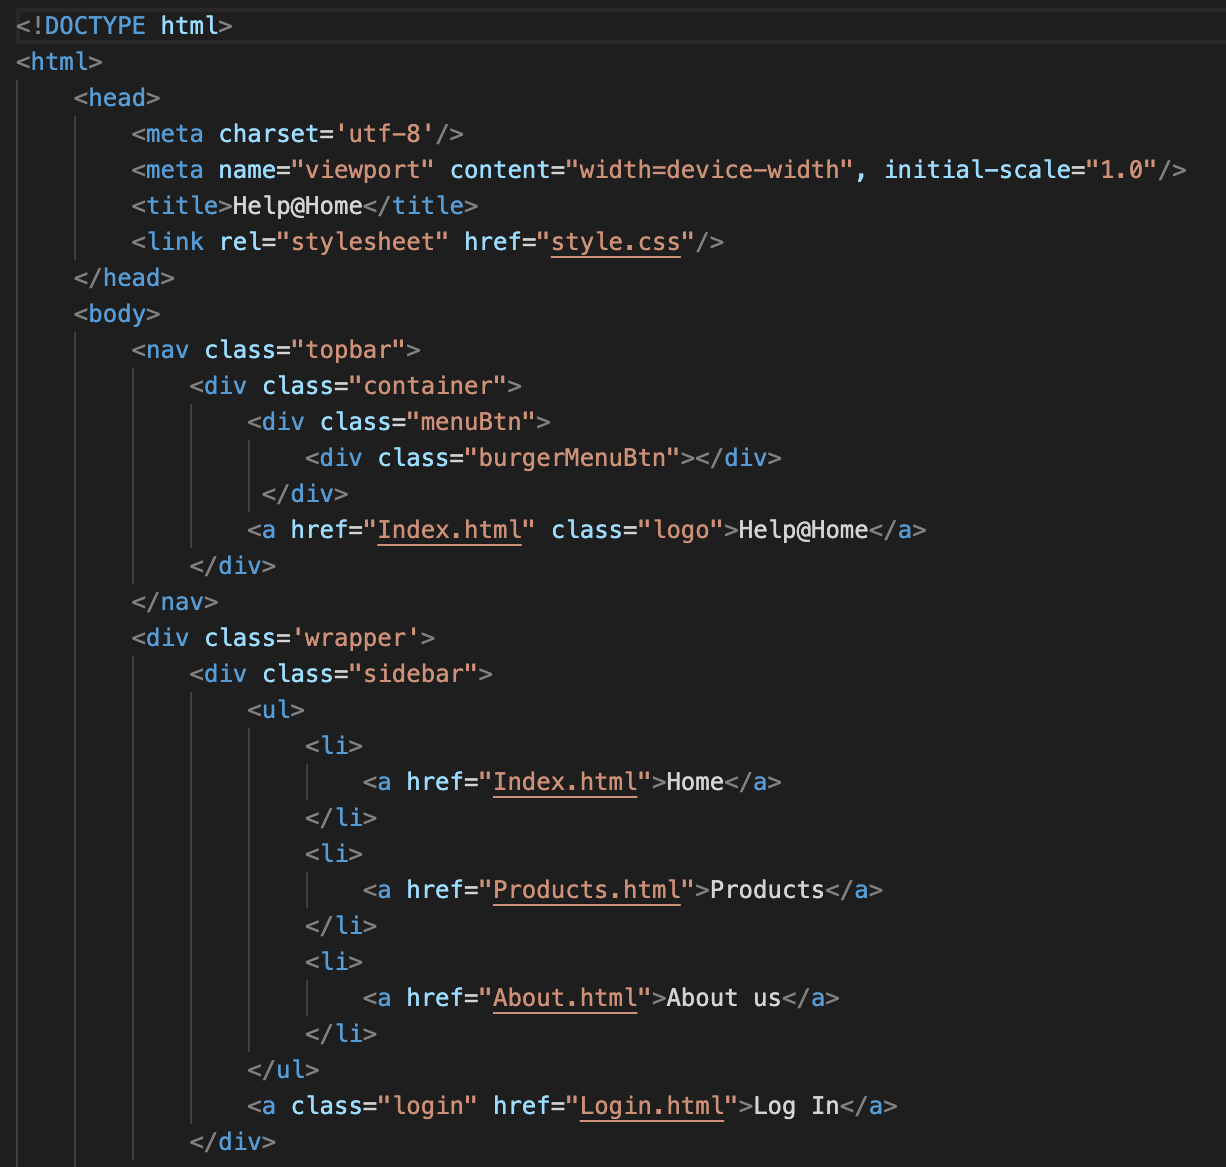 <!DOCTYPE html>
<html>
    <head>
        <meta charset='utf-8'/>
        <meta name="viewport" content="width=device-width", initial-scale="1.0"/>
        <title>Help@Home</title>
        <link rel="stylesheet" href="style.css"/>
    </head>
    <body>
        <nav class="topbar">
            <div class="container">
                <div class="menuBtn">
                    <div class="burgerMenuBtn"></div>
                 </div>
                <a href="Index.html" class="logo">Help@Home</a>
            </div>
        </nav>
        <div class='wrapper'>
            <div class="sidebar">
                <ul>
                    <li>
                        <a href="Index.html">Home</a>
                    </li>
                    <li>
                        <a href="Products.html">Products</a>
                    </li>
                    <li>
                        <a href="About.html">About us</a>
                    </li>
                </ul>
                <a class="login" href="Login.html">Log In</a>
            </div>